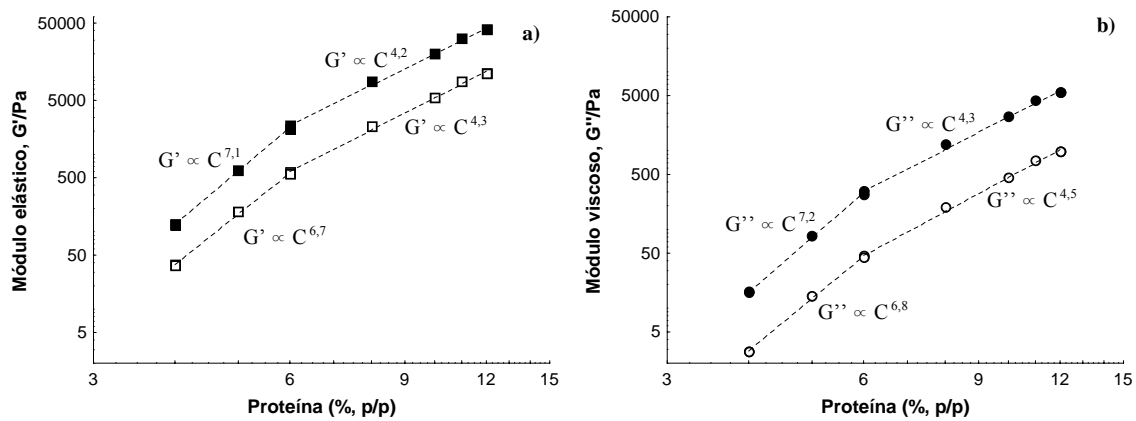 50000
5000
500
50
5
Módulo elástico, G'/Pa
a)
G’ ∝ C^4,2
G’ ∝ C^4,3
G’ ∝ C^7,1
G’ ∝ C^6,7
3 6 9 12 15
Proteína (%, p/p)
50000
5000
500
50
5
Módulo viscoso, G''/Pa
b)
G’’ ∝ C^4,3
G’’ ∝ C^4,5
G’’ ∝ C^7,2
G’’ ∝ C^6,8
3 6 9 12 15
Proteína (%, p/p)